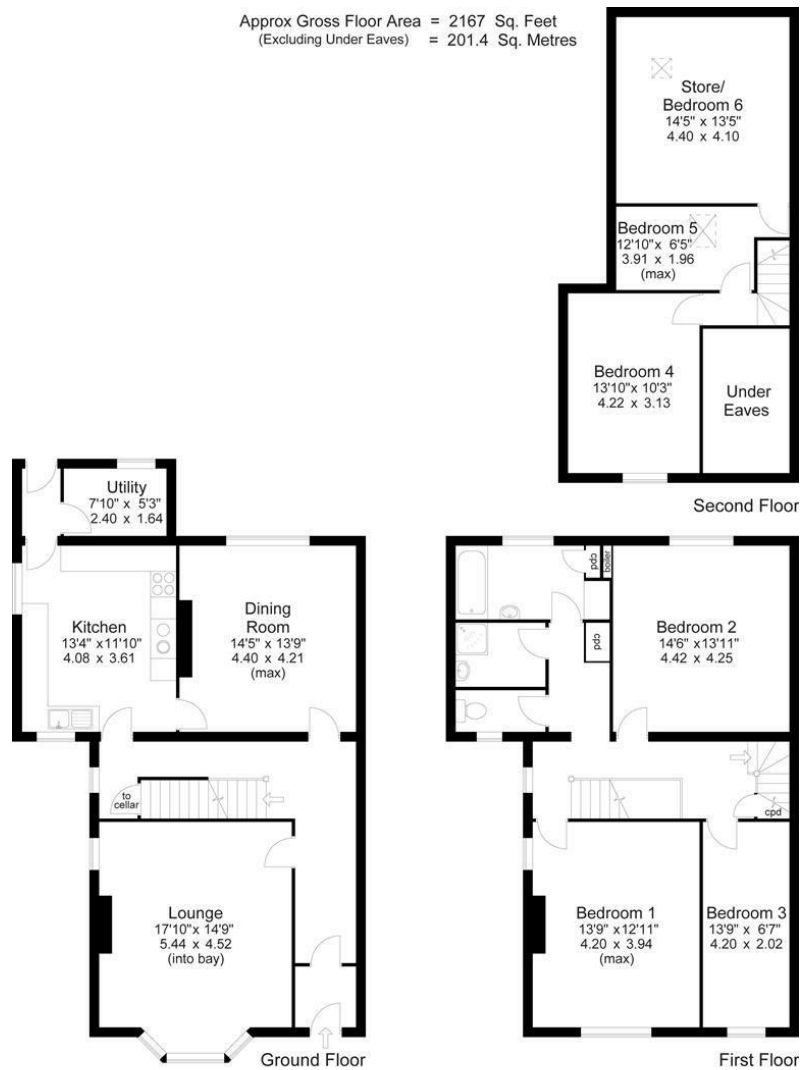 Approx Gross Floor Area = 2167 Sq. Feet
(Excluding Under Eaves) = 201.4 Sq. Metres
Store/
Bedroom 6
14'5" x 13'5"
4.40 x 4.10
Bedroom 5
12'10" x 6'5"
3.91 x 1.96
(max)
Bedroom 4
13'10" x 10'3"
4.22 x 3.13
Under
Eaves
Second Floor
Utility
7'10" x 5'3"
2.40 x 1.64
Kitchen
13'4" x 11'10"
4.08 x 3.61
Dining
Room
14'5" x 13'9"
4.40 x 4.21
(max)
to
cellar
Lounge
17'10" x 14'9"
5.44 x 4.52
(into bay)
Ground Floor
cpd
boiler
cpd
Bedroom 2
14'6" x 13'11"
4.42 x 4.25
cpd
Bedroom 1
13'9" x 12'11"
4.20 x 3.94
(max)
Bedroom 3
13'9" x 6'7"
4.20 x 2.02
First Floor